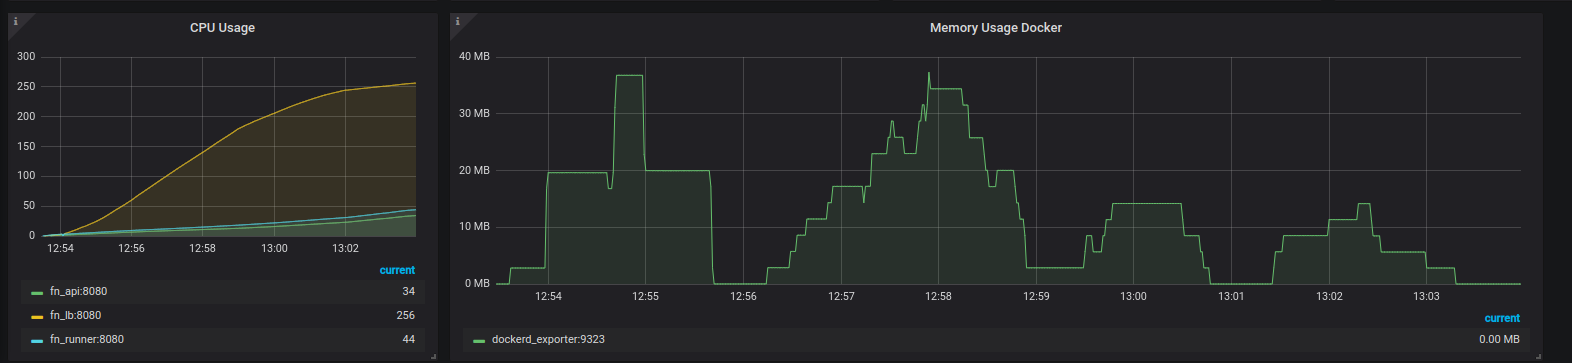 CPU Usage
300
250
200
150
100
50
0
12:54 12:56 12:58 13:00 13:02
current
fn_api:8080 34
fn_lb:8080 256
fn_runner:8080 44
Memory Usage Docker
40 MB
30 MB
20 MB
10 MB
0 MB
12:54 12:55 12:56 12:57 12:58 12:59 13:00 13:01 13:02 13:03
current
dockerd_exporter:9323 0.00 MB